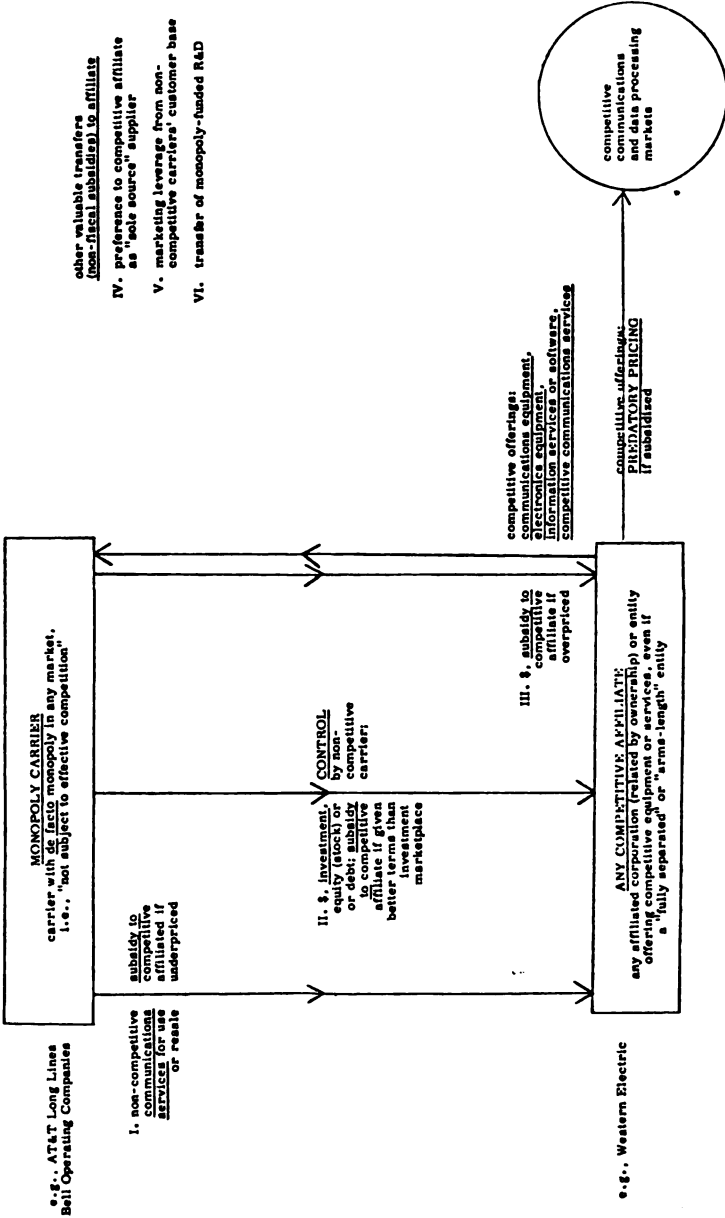 e.g., AT&T Long Lines
Bell Operating Companies
MONOPOLY CARRIER
carrier with de facto monopoly in any market,
i.e., "not subject to effective competition"
other valuable transfers
(non-fiscal subsidies) to affiliate
IV. preference to competitive affiliate
as "sole source" supplier
V. marketing leverage from non-
competitive carriers' customer base
VI. transfer of monopoly-funded R&D
I. non-competitive
communications
services for use
or resale
subsidy to
competitive
affiliated if
underpriced
II. $, investment,
equity (stock) or
or debt; subsidy
to competitive
affiliate if given
better terms than
investment
marketplace
CONTROL
by non-
competitive
carrier;
III. $, subsidy to
competitive
affiliate if
overpriced
competitive offerings:
communications equipment,
electronics equipment,
information services or software,
competitive communications services
e.g., Western Electric
ANY COMPETITIVE AFFILIATE
any affiliated corporation (related by ownership) or entity
offering competitive equipment or services, even if
a "fully separated" or "arms-length" entity
competitive offerings:
PREDATORY PRICING
if subsidized
competitive
communications
and data processing
markets